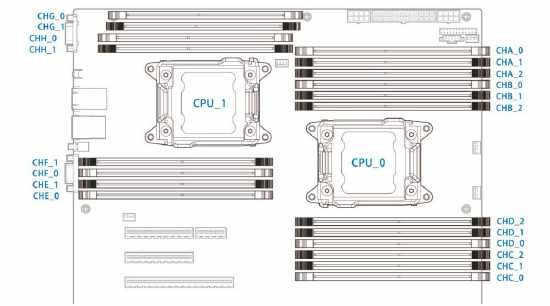 CHG_0
CHG_1
CHH_0
CHH_1
CPU_1
CHA_0
CHA_1
CHA_2
CHB_0
CHB_1
CHB_2
CHF_1
CHF_0
CHE_1
CHE_0
CPU_0
CHD_2
CHD_1
CHD_0
CHC_2
CHC_1
CHC_0